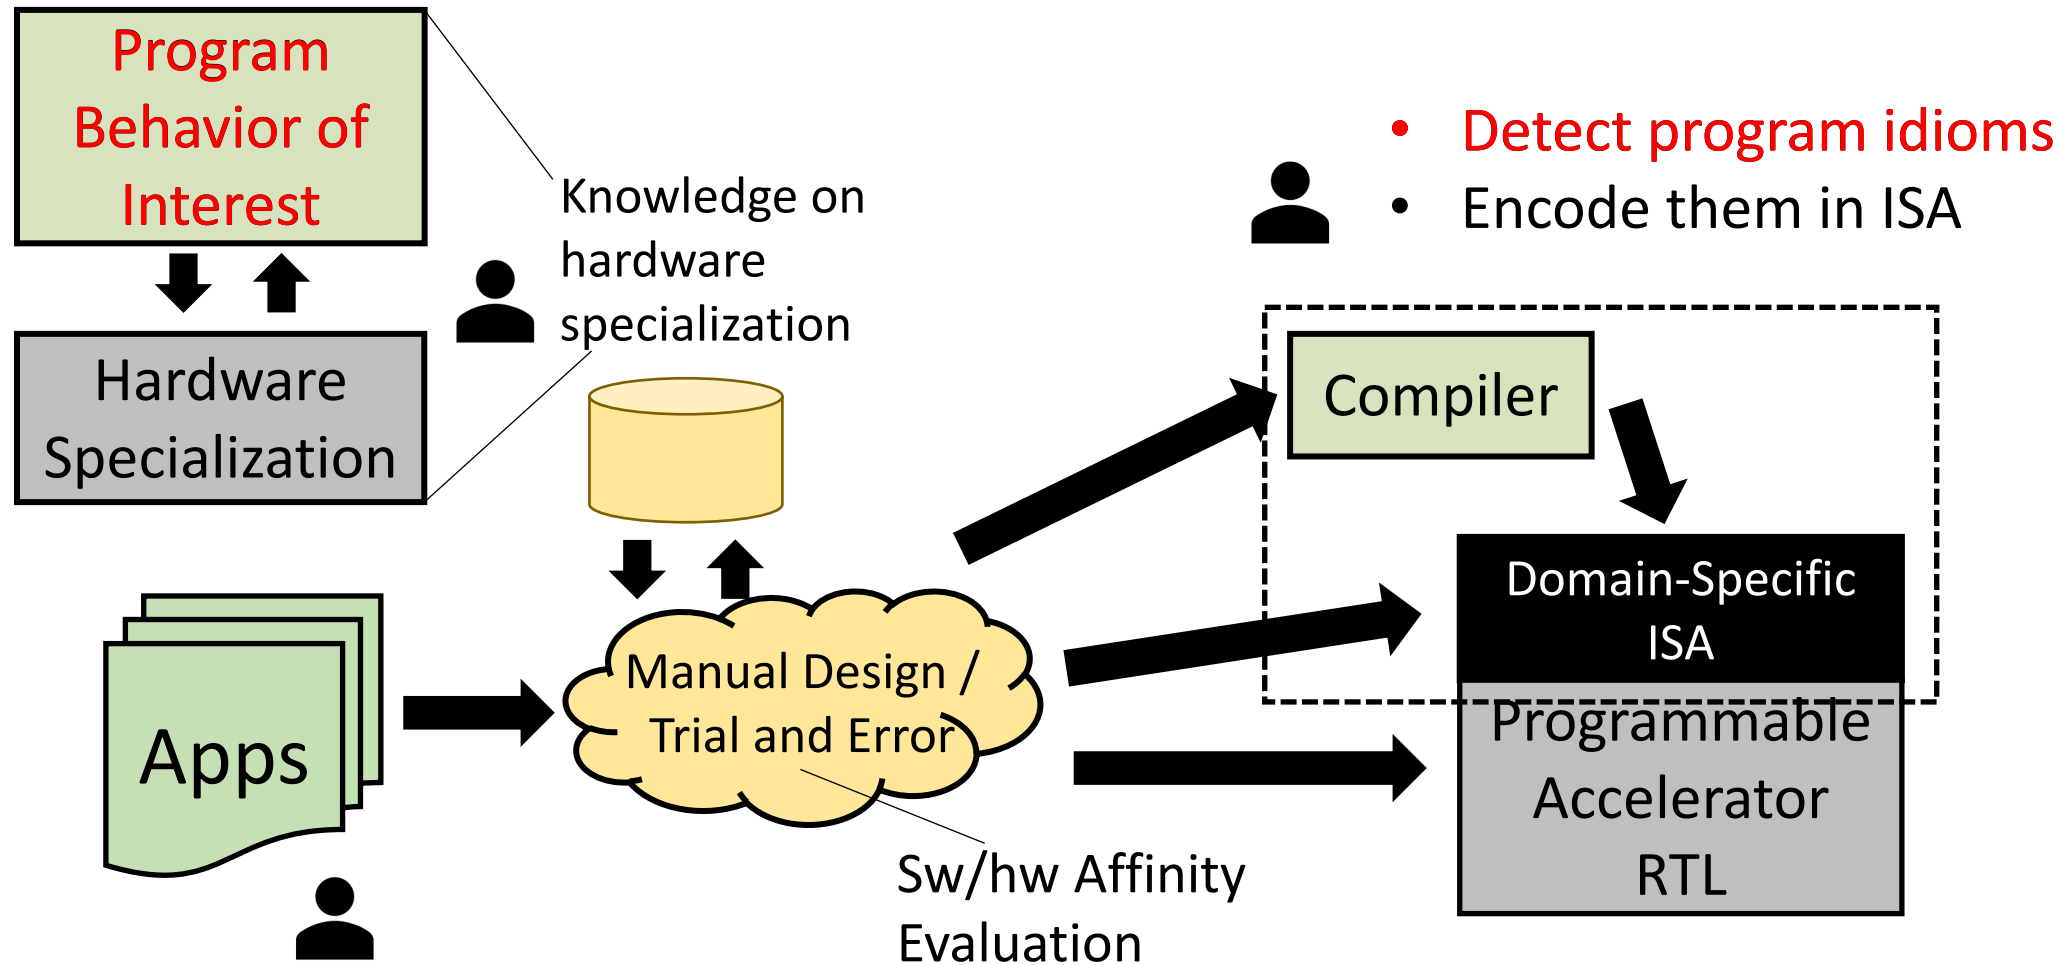 Program
Behavior of
Interest
Hardware
Specialization
Knowledge on
hardware
specialization
• Detect program idioms
• Encode them in ISA
Compiler
Domain-Specific
ISA
Programmable
Accelerator
RTL
Apps
Manual Design /
Trial and Error
Sw/hw Affinity
Evaluation